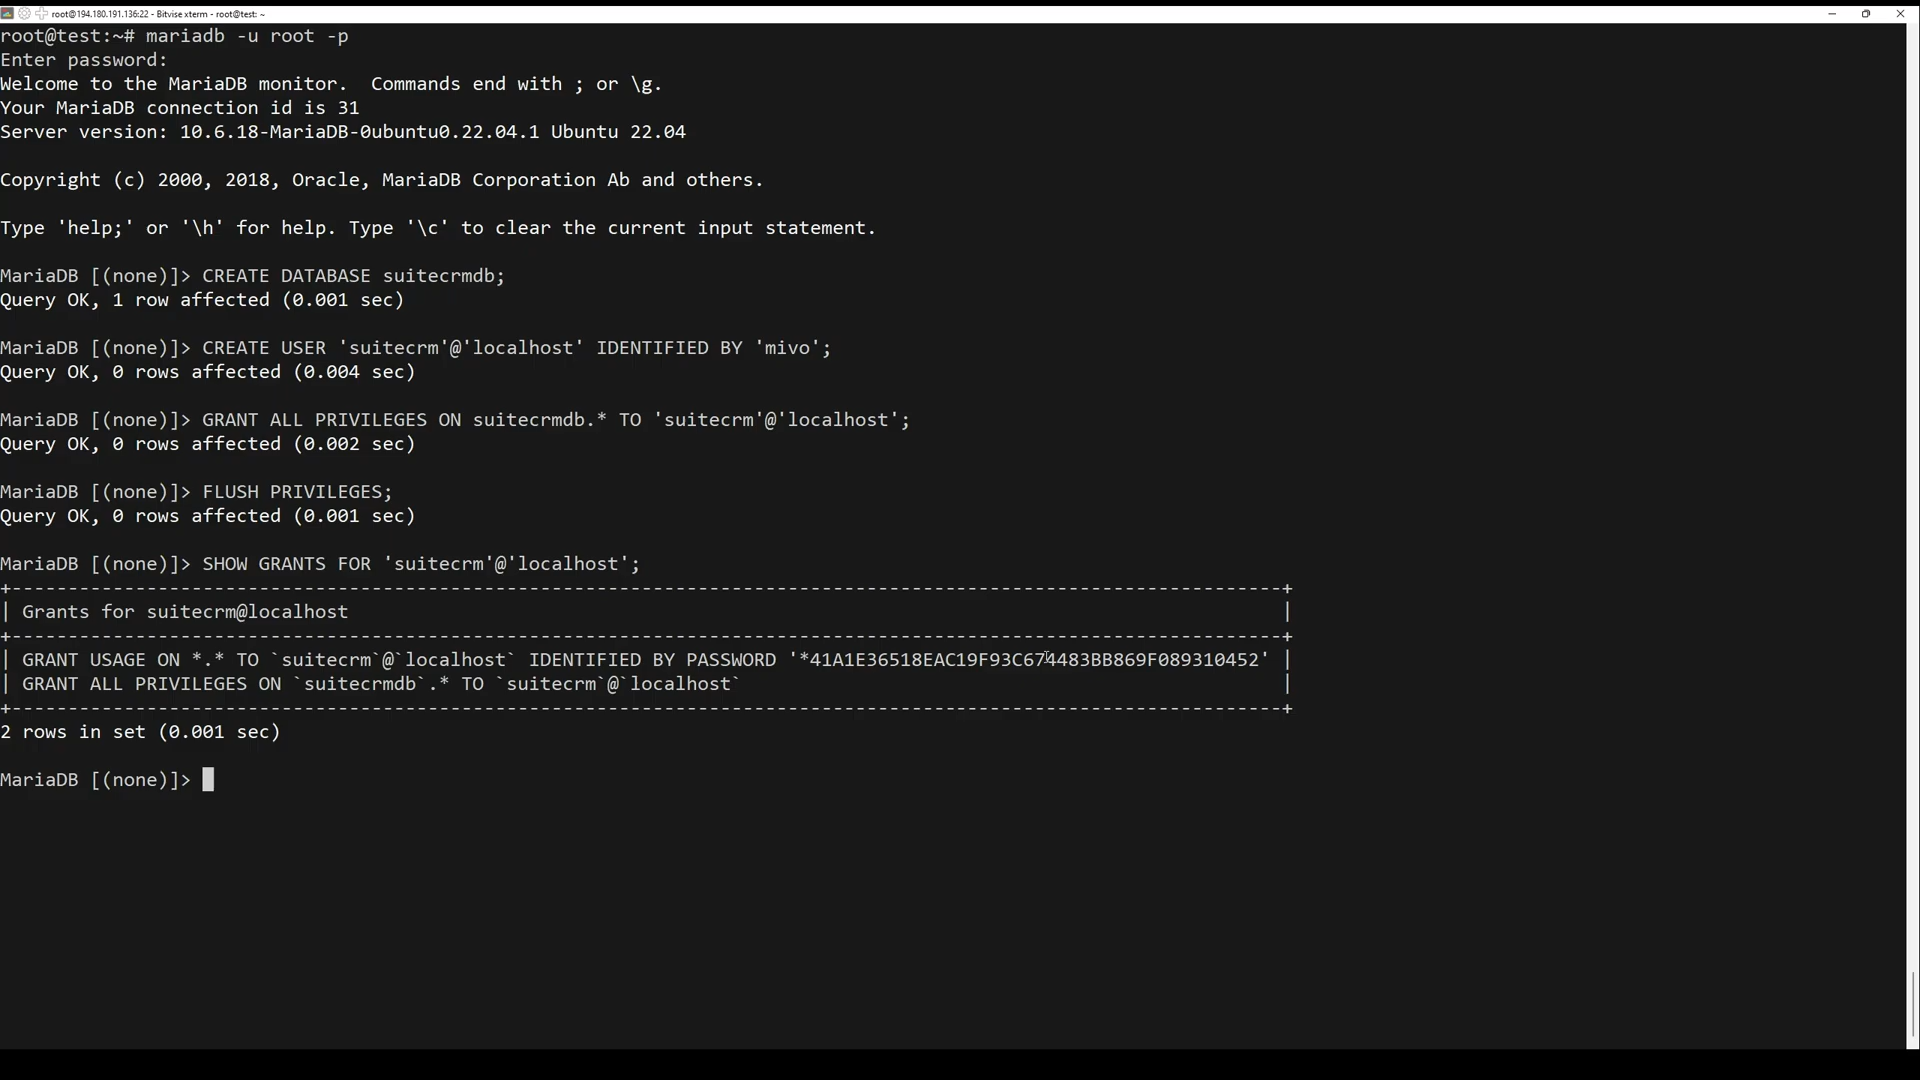 root@194.180.191.136:22 - Bitvise xterm - root@test: ~
root@test:~# mariadb -u root -p
Enter password:
Welcome to the MariaDB monitor.  Commands end with ; or \g.
Your MariaDB connection id is 31
Server version: 10.6.18-MariaDB-0ubuntu0.22.04.1 Ubuntu 22.04
Copyright (c) 2000, 2018, Oracle, MariaDB Corporation Ab and others.
Type 'help;' or '\h' for help. Type '\c' to clear the current input statement.
MariaDB [(none)]> CREATE DATABASE suitecrmdb;
Query OK, 1 row affected (0.001 sec)
MariaDB [(none)]> CREATE USER 'suitecrm'@'localhost' IDENTIFIED BY 'mivo';
Query OK, 0 rows affected (0.004 sec)
MariaDB [(none)]> GRANT ALL PRIVILEGES ON suitecrmdb.* TO 'suitecrm'@'localhost';
Query OK, 0 rows affected (0.002 sec)
MariaDB [(none)]> FLUSH PRIVILEGES;
Query OK, 0 rows affected (0.001 sec)
MariaDB [(none)]> SHOW GRANTS FOR 'suitecrm'@'localhost';
+-----------------------------------------------------------------------------------------------------------------+
| Grants for suitecrm@localhost                                                                                   |
+-----------------------------------------------------------------------------------------------------------------+
| GRANT USAGE ON *.* TO `suitecrm`@`localhost` IDENTIFIED BY PASSWORD '*41A1E36518EAC19F93C674483BB869F089310452' |
| GRANT ALL PRIVILEGES ON `suitecrmdb`.* TO `suitecrm`@`localhost`                                                |
+-----------------------------------------------------------------------------------------------------------------+
2 rows in set (0.001 sec)
MariaDB [(none)]>